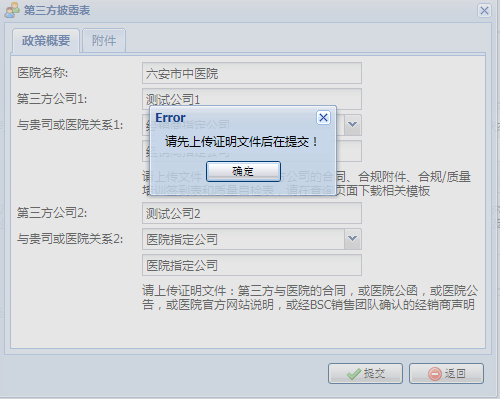 第三方披露表
政策概要 附件
医院名称: 六安市中医院
第三方公司1: 测试公司1
与贵司或医院关系1:
Error
请先上传证明文件后在提交！
确定
请上传文件
公司的合同、合规附件、合规/质量
页面下载相关模板
第三方公司2: 测试公司2
与贵司或医院关系2: 医院指定公司
医院指定公司
请上传证明文件：第三方与医院的合同，或医院公函，或医院公
告，或医院官方网站说明，或经BSC销售团队确认的经销商声明
提交 返回